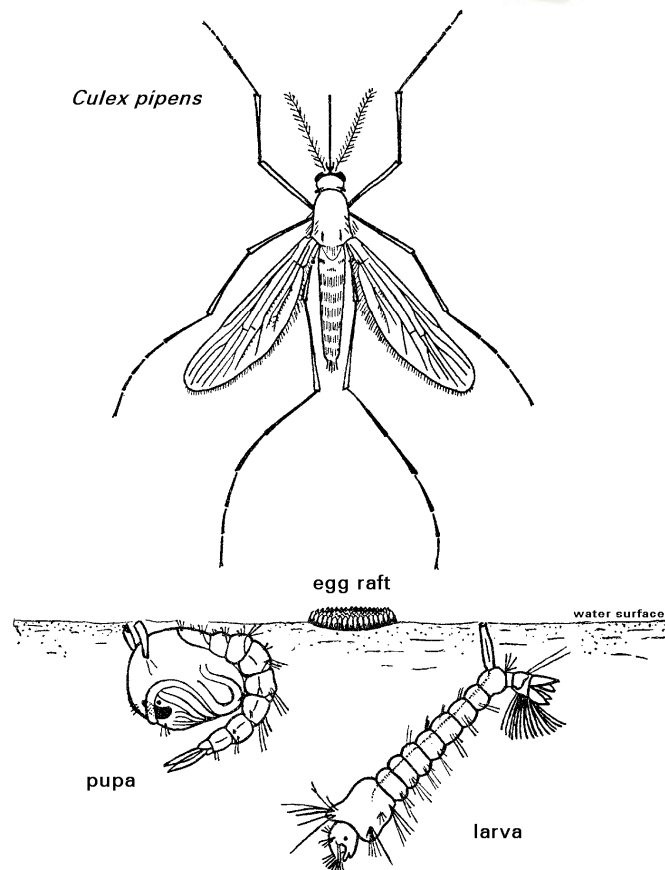 Culex pipens
egg raft
water surface
pupa
larva